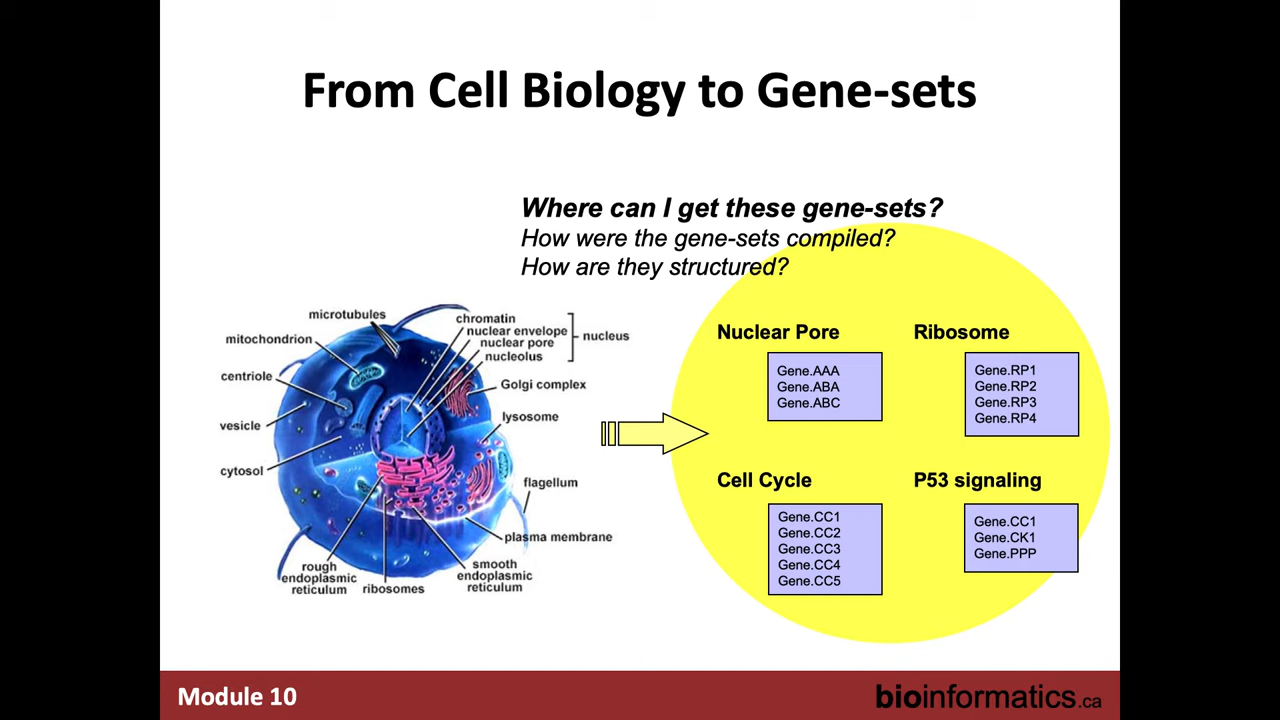 From Cell Biology to Gene-sets
Where can I get these gene-sets?
How were the gene-sets compiled?
How are they structured?
microtubules
mitochondrion
centriole
vesicle
cytosol
chromatin
nuclear envelope
nuclear pore
nucleolus
nucleus
Golgi complex
lysosome
flagellum
plasma membrane
rough
endoplasmic
reticulum
ribosomes
smooth
endoplasmic
reticulum
Nuclear Pore
Gene.AAA
Gene.ABA
Gene.ABC
Ribosome
Gene.RP1
Gene.RP2
Gene.RP3
Gene.RP4
Cell Cycle
Gene.CC1
Gene.CC2
Gene.CC3
Gene.CC4
Gene.CC5
P53 signaling
Gene.CC1
Gene.CK1
Gene.PPP
Module 10
bioinformatics.ca